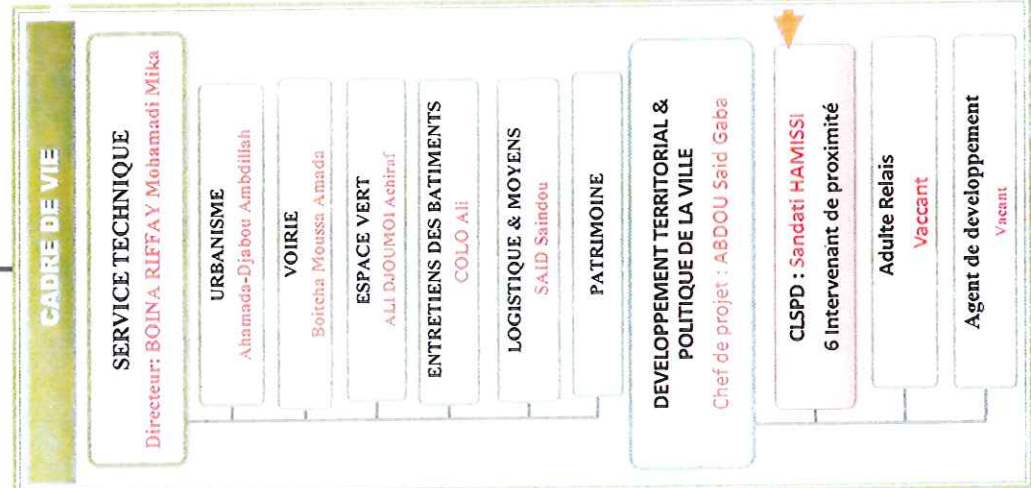 CADRE DE VIE
SERVICE TECHNIQUE
Directeur: BOINA RIFFAY Mohamadi Mika
URBANISME
Ahamada-Djabou Ambdillah
VOIRIE
Boitcha Moussa Amada
ESPACE VERT
ALI DJOUMOI Achiraf
ENTRETIENS DES BATIMENTS
COLO Ali
LOGISTIQUE & MOYENS
SAID Saindou
PATRIMOINE
DEVELOPPEMENT TERRITORIAL &
POLITIQUE DE LA VILLE
Chef de projet : ABDOU Said Gaba
CLSPD : Sandati HAMISSI
6 Intervenant de proximité
Adulte Relais
Vaccant
Agent de developpement
Vacant